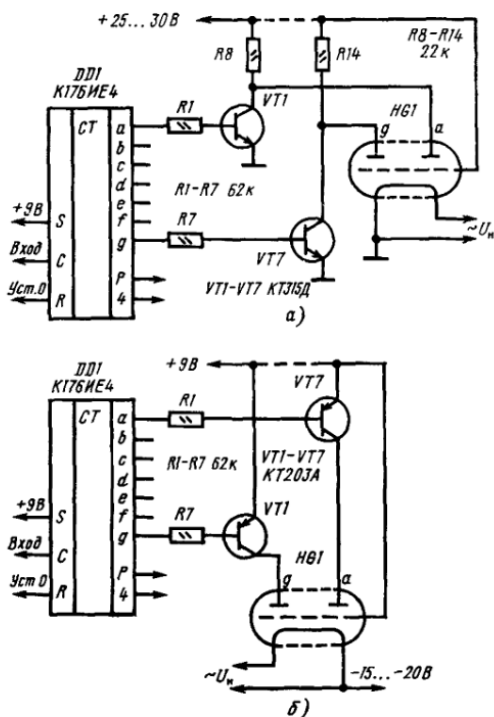 +25...30В
R8
R14
R8-R14
22к
DD1
К176ИЕ4
CT
a
b
c
d
e
f
g
P
4
S
C
R
+9В
Вход
Уст.0
R1
VT1
R1-R7 62к
R7
VT7
VT1-VT7 КТ315Д
HG1
g
a
~Uн
а)
+9В
VT7
DD1
К176ИЕ4
CT
a
b
c
d
e
f
g
P
4
S
C
R
+9В
Вход
Уст.0
R1
R1-R7 62к
VT1-VT7
КТ203А
R7
VT1
HG1
g
a
~Uн
-15...-20В
б)